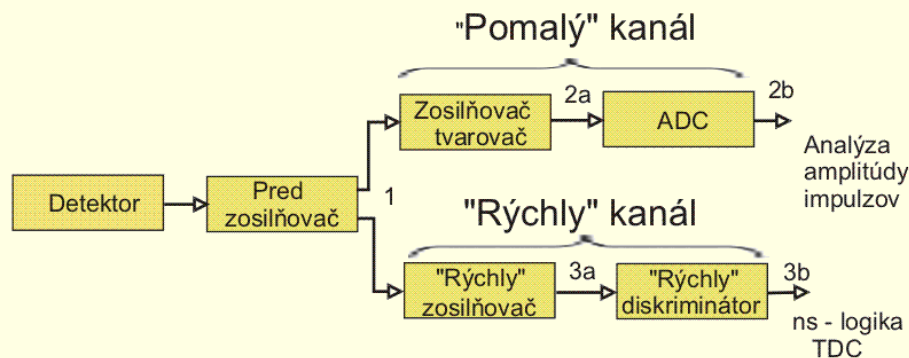 "Pomalý" kanál
2a
2b
Zosilňovač
tvarovač
ADC
Analýza
amplitúdy
impulzov
Detektor
Pred
zosilňovač
1
"Rýchly" kanál
3a
3b
"Rýchly"
zosilňovač
"Rýchly"
diskriminátor
ns - logika
TDC